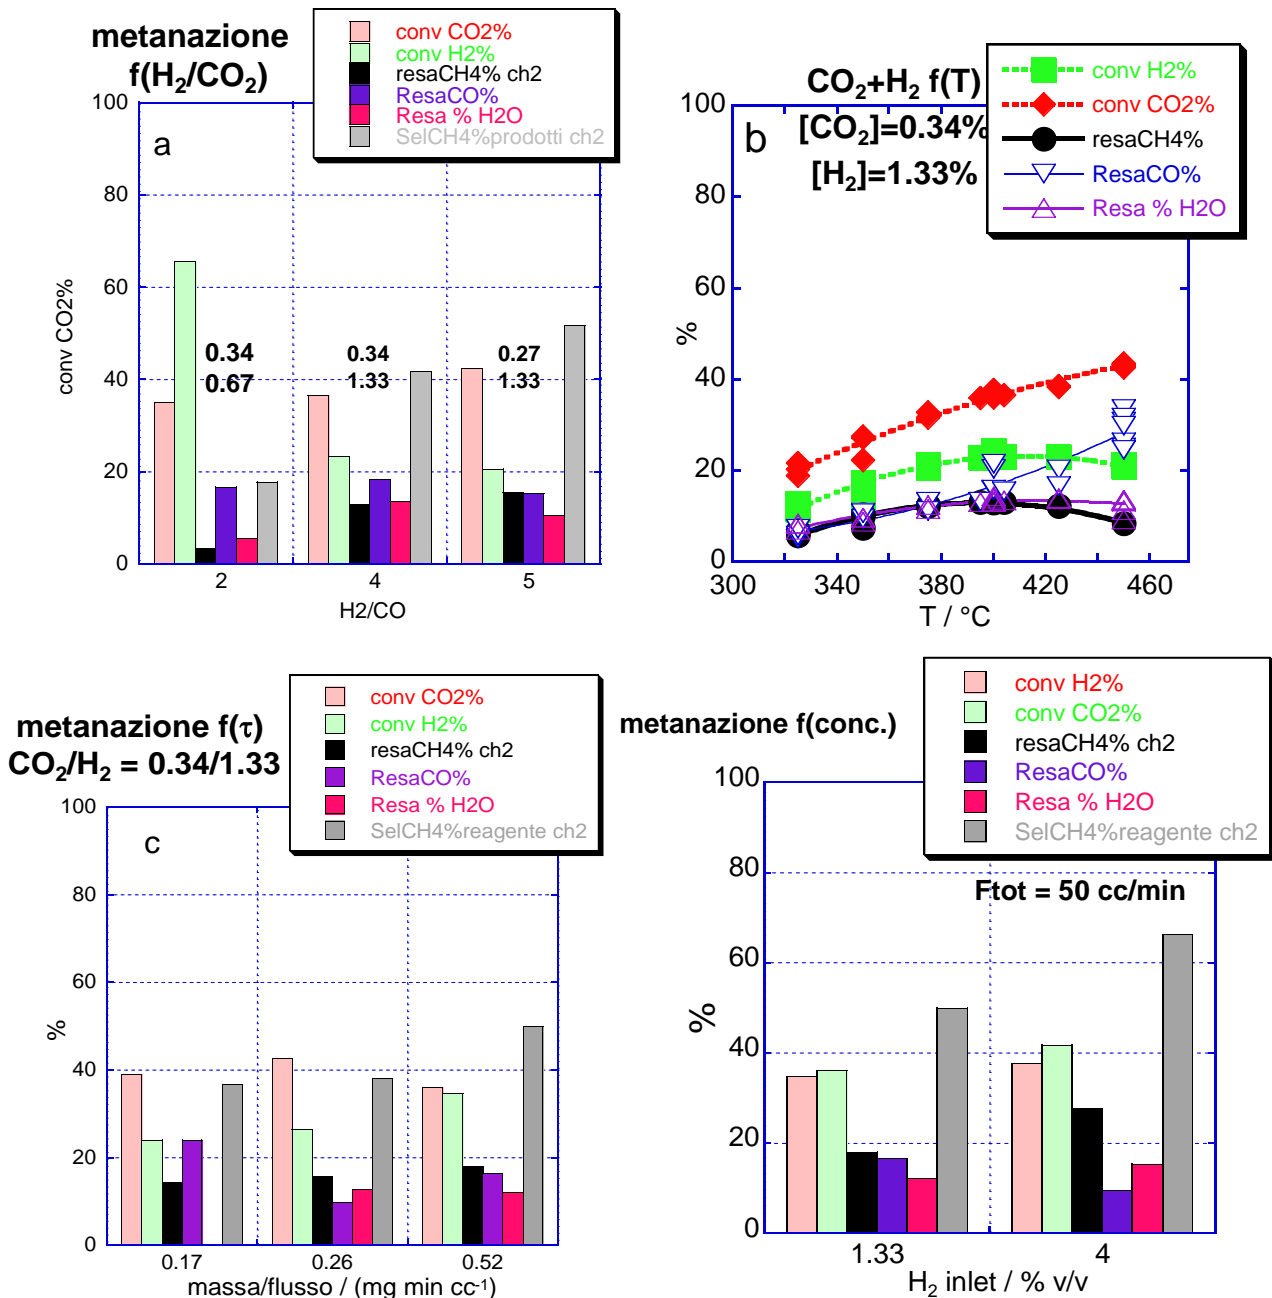 metanazione
f(H2/CO2)
conv CO2%
conv H2%
resaCH4% ch2
ResaCO%
Resa % H2O
SelCH4%prodotti ch2
a
100
80
60
40
20
0
conv CO2%
0.34
0.67
0.34
1.33
0.27
1.33
2
4
5
H2/CO
CO2+H2 f(T)
[CO2]=0.34%
[H2]=1.33%
conv H2%
conv CO2%
resaCH4%
ResaCO%
Resa % H2O
b
100
80
60
40
20
0
%
300
340
380
420
460
T / °C
metanazione f(τ)
CO2/H2 = 0.34/1.33
conv CO2%
conv H2%
resaCH4% ch2
ResaCO%
Resa % H2O
SelCH4%reagente ch2
c
100
80
60
40
20
0
%
0.17
0.26
0.52
massa/flusso / (mg min cc-1)
metanazione f(conc.)
conv H2%
conv CO2%
resaCH4% ch2
ResaCO%
Resa % H2O
SelCH4%reagente ch2
Ftot = 50 cc/min
100
80
60
40
20
0
%
1.33
4
H2 inlet / % v/v